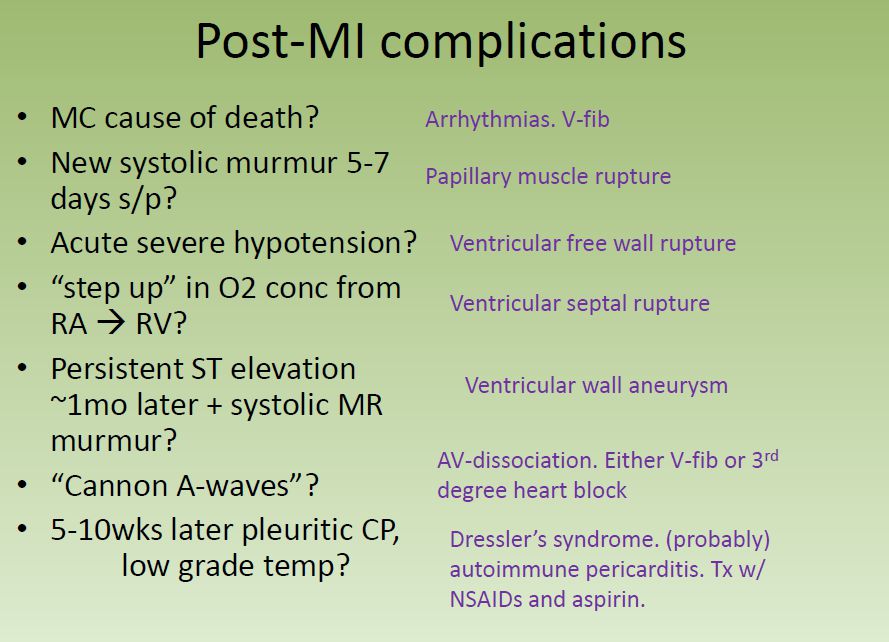 Post-MI complications
• MC cause of death?
Arrhythmias. V-fib
• New systolic murmur 5-7
days s/p?
Papillary muscle rupture
• Acute severe hypotension?
Ventricular free wall rupture
• “step up” in O2 conc from
RA → RV?
Ventricular septal rupture
• Persistent ST elevation
~1mo later + systolic MR
murmur?
Ventricular wall aneurysm
• “Cannon A-waves”?
AV-dissociation. Either V-fib or 3rd
degree heart block
• 5-10wks later pleuritic CP,
low grade temp?
Dressler’s syndrome. (probably)
autoimmune pericarditis. Tx w/
NSAIDs and aspirin.